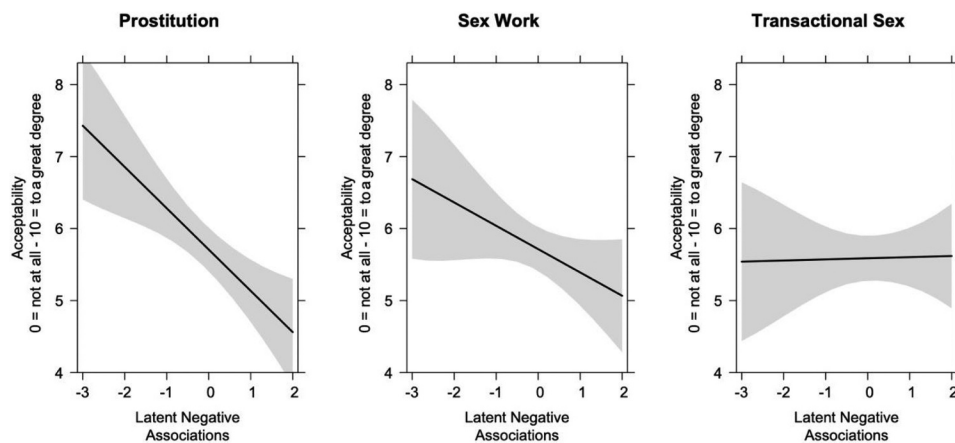 Prostitution
Sex Work
Transactional Sex
Acceptability
0 = not at all - 10 = to a great degree
8
7
6
5
4
-3 -2 -1 0 1 2
Latent Negative
Associations
Acceptability
0 = not at all - 10 = to a great degree
8
7
6
5
4
-3 -2 -1 0 1 2
Latent Negative
Associations
Acceptability
0 = not at all - 10 = to a great degree
8
7
6
5
4
-3 -2 -1 0 1 2
Latent Negative
Associations